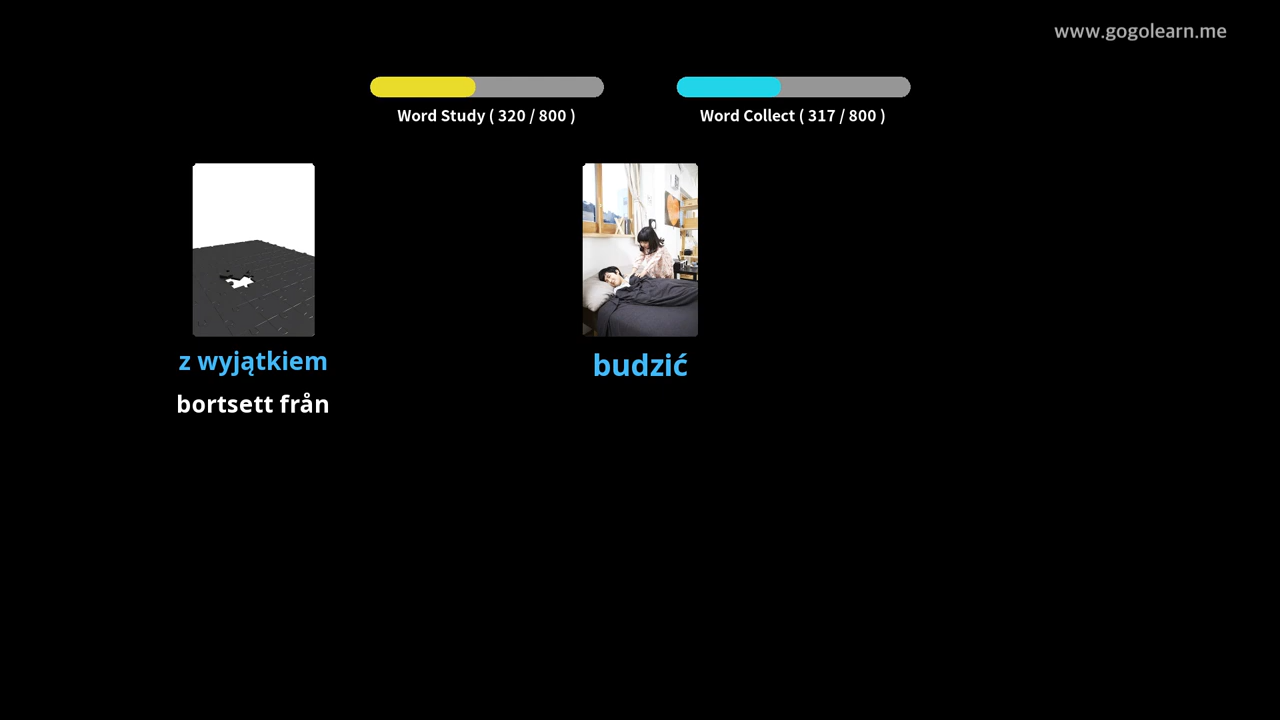 www.gogolearn.me
Word Study ( 320 / 800 )
Word Collect ( 317 / 800 )
z wyjątkiem
budzić
bortsett från